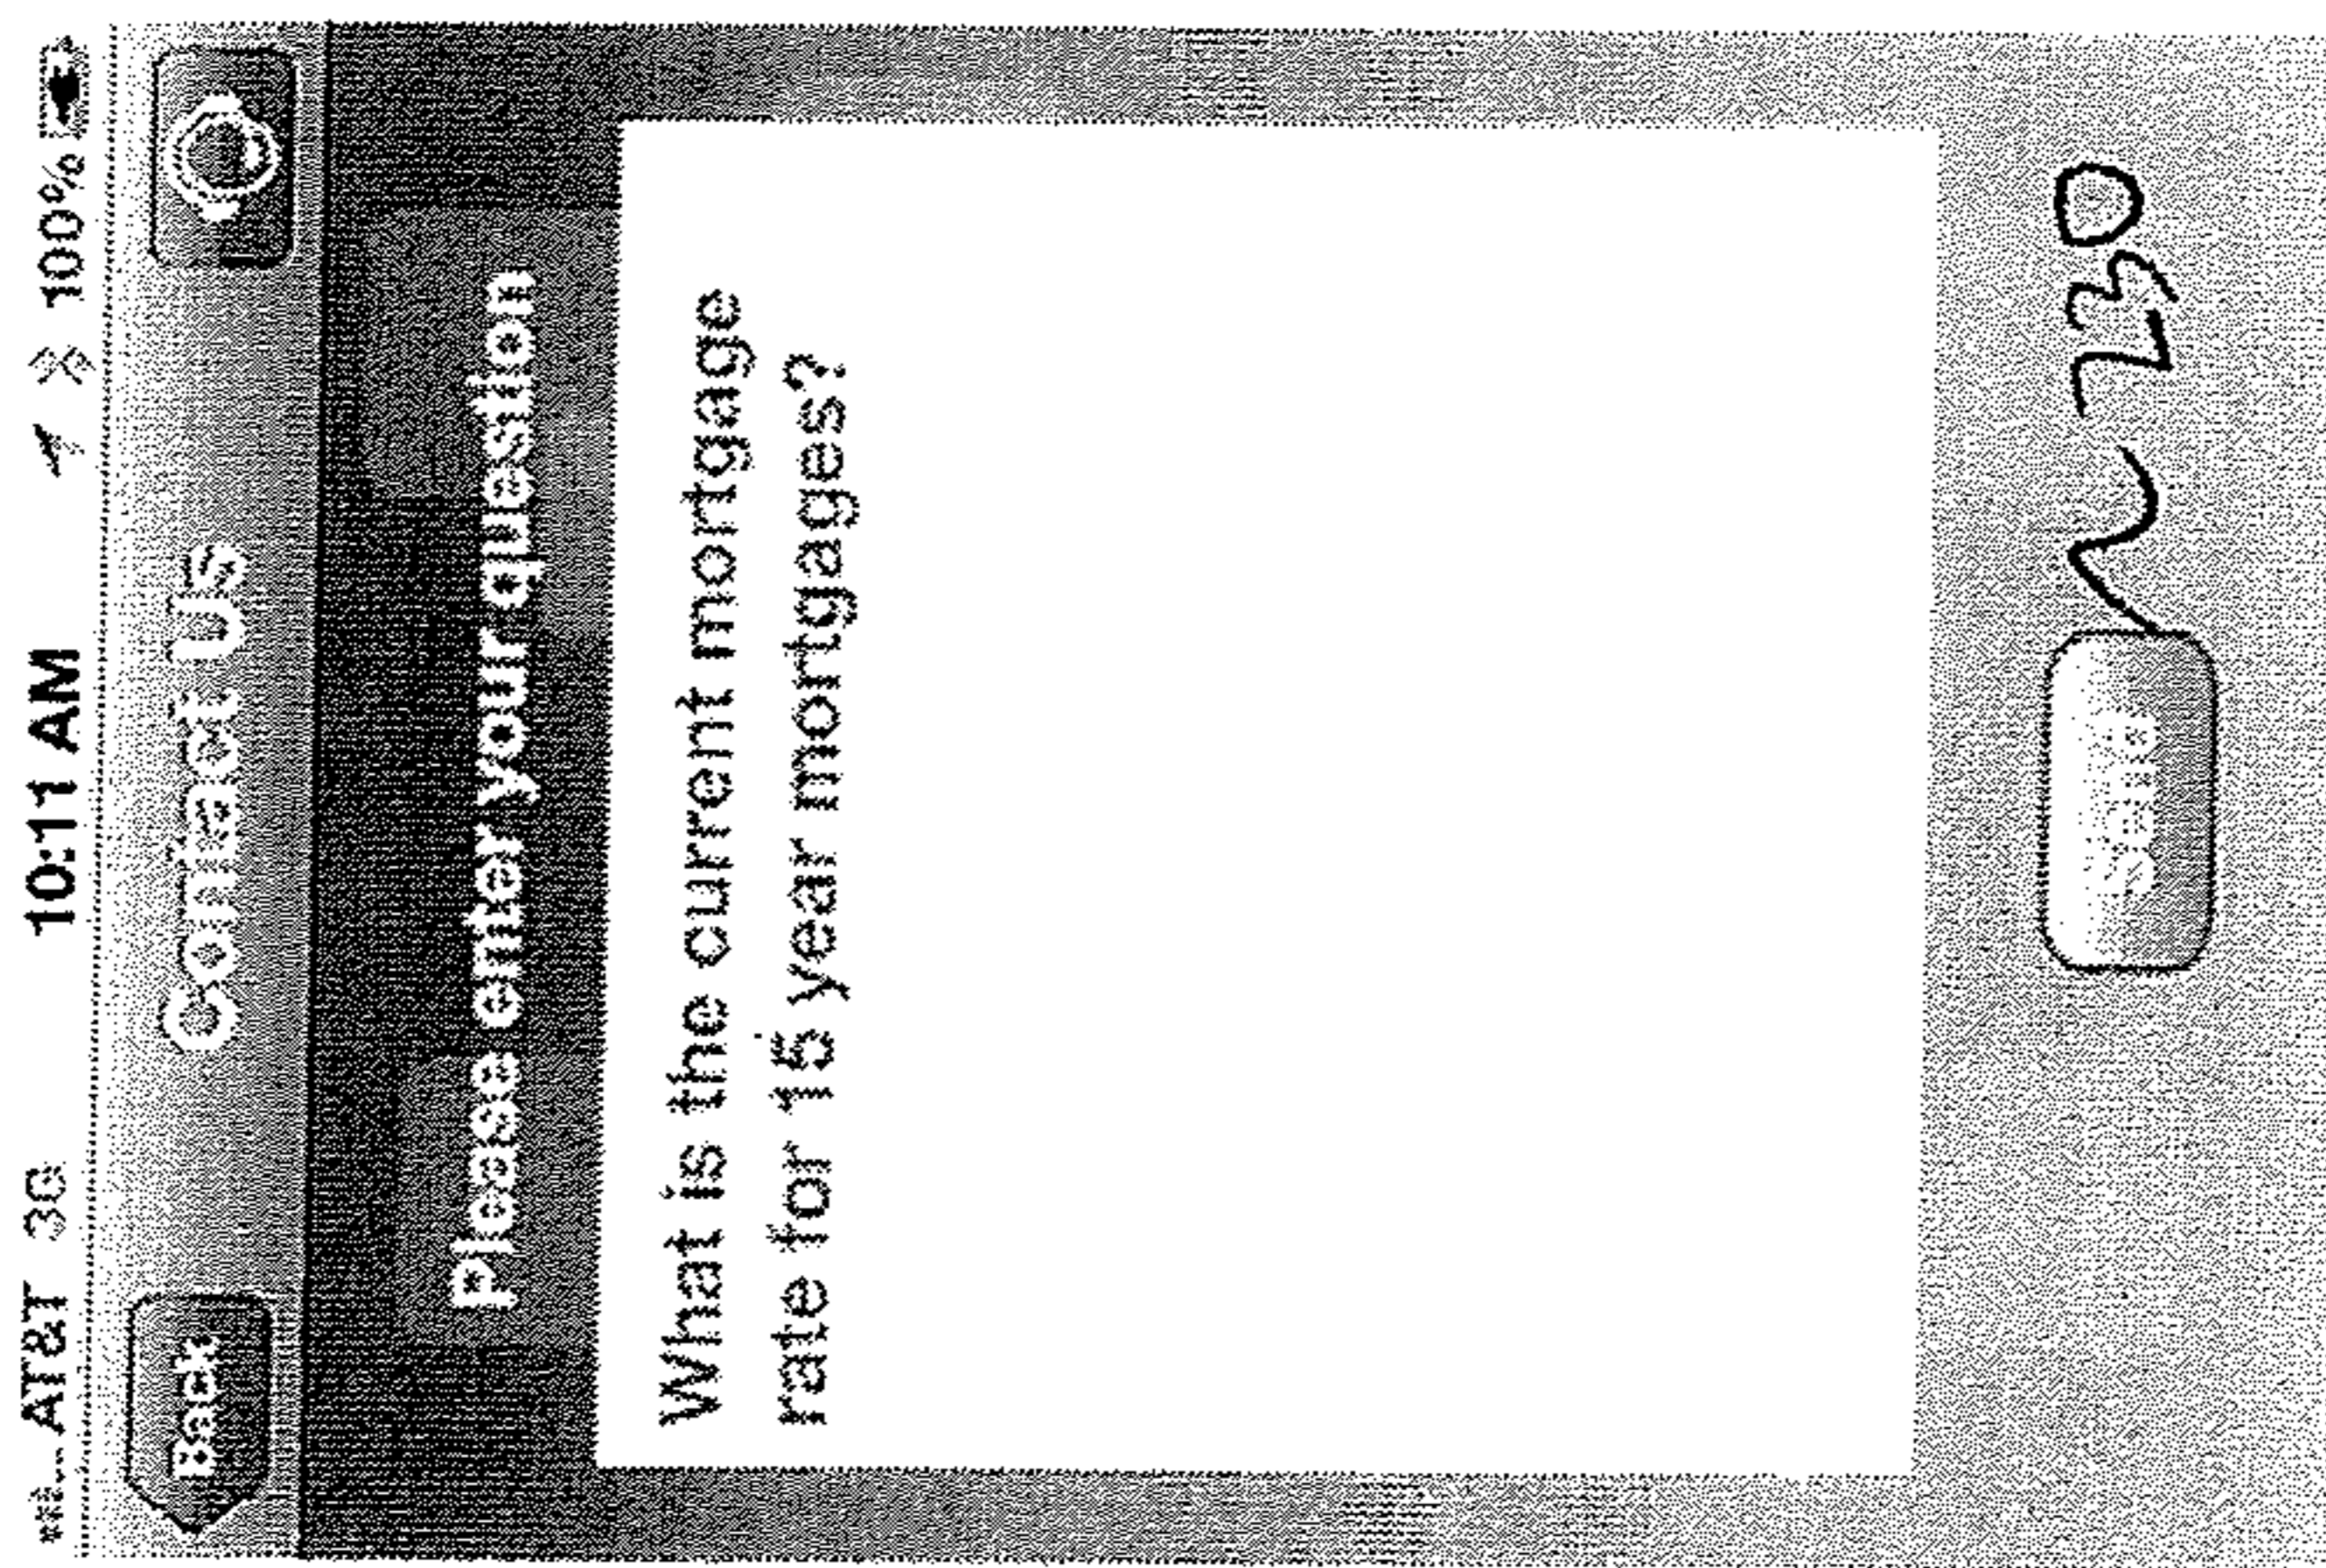 AT&T 3G 10:11 AM 100%
Back Contact Us
Please enter your question
What is the current mortgage
rate for 15 year mortgages?
Send 230